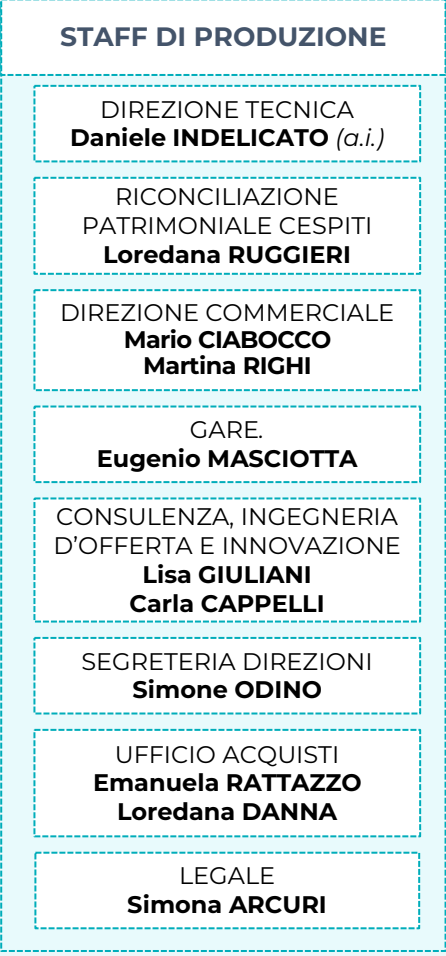 STAFF DI PRODUZIONE
DIREZIONE TECNICA
Daniele INDELICATO (a.i.)
RICONCILIAZIONE
PATRIMONIALE CESPITI
Loredana RUGGIERI
DIREZIONE COMMERCIALE
Mario CIABOCCO
Martina RIGHI
GARE.
Eugenio MASCIOTTA
CONSULENZA, INGEGNERIA
D’OFFERTA E INNOVAZIONE
Lisa GIULIANI
Carla CAPPELLI
SEGRETERIA DIREZIONI
Simone ODINO
UFFICIO ACQUISTI
Emanuela RATTAZZO
Loredana DANNA
LEGALE
Simona ARCURI